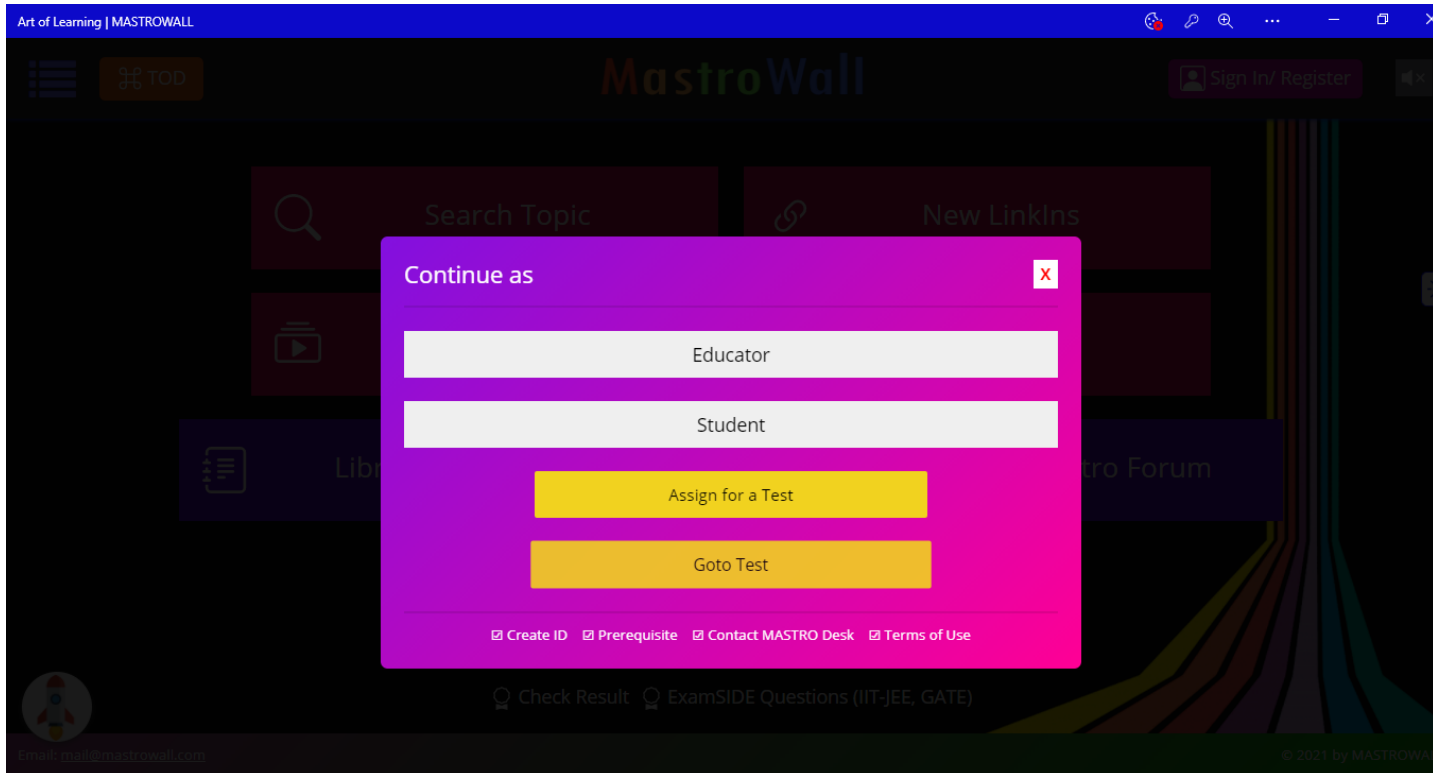 Art of Learning | MASTROWALL
TOD
MastroWall
Sign In/ Register
Search Topic
New LinkIns
Continue as
X
Educator
Student
Assign for a Test
Goto Test
Create ID Prerequisite Contact MASTRO Desk Terms of Use
Check Result ExamSIDE Questions (IIT-JEE, GATE)
Email: mail@mastrowall.com
© 2021 by MASTROWA